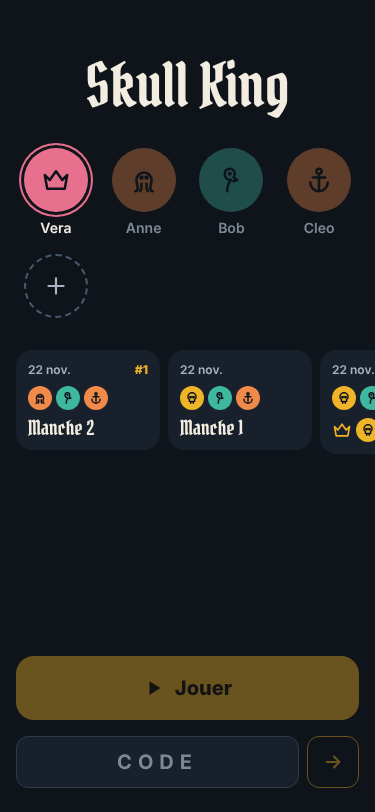 Skull King
Vera Anne Bob Cleo
22 nov. #1 22 nov. 22 nov.
Manche 2 Manche 1
Jouer
CODE